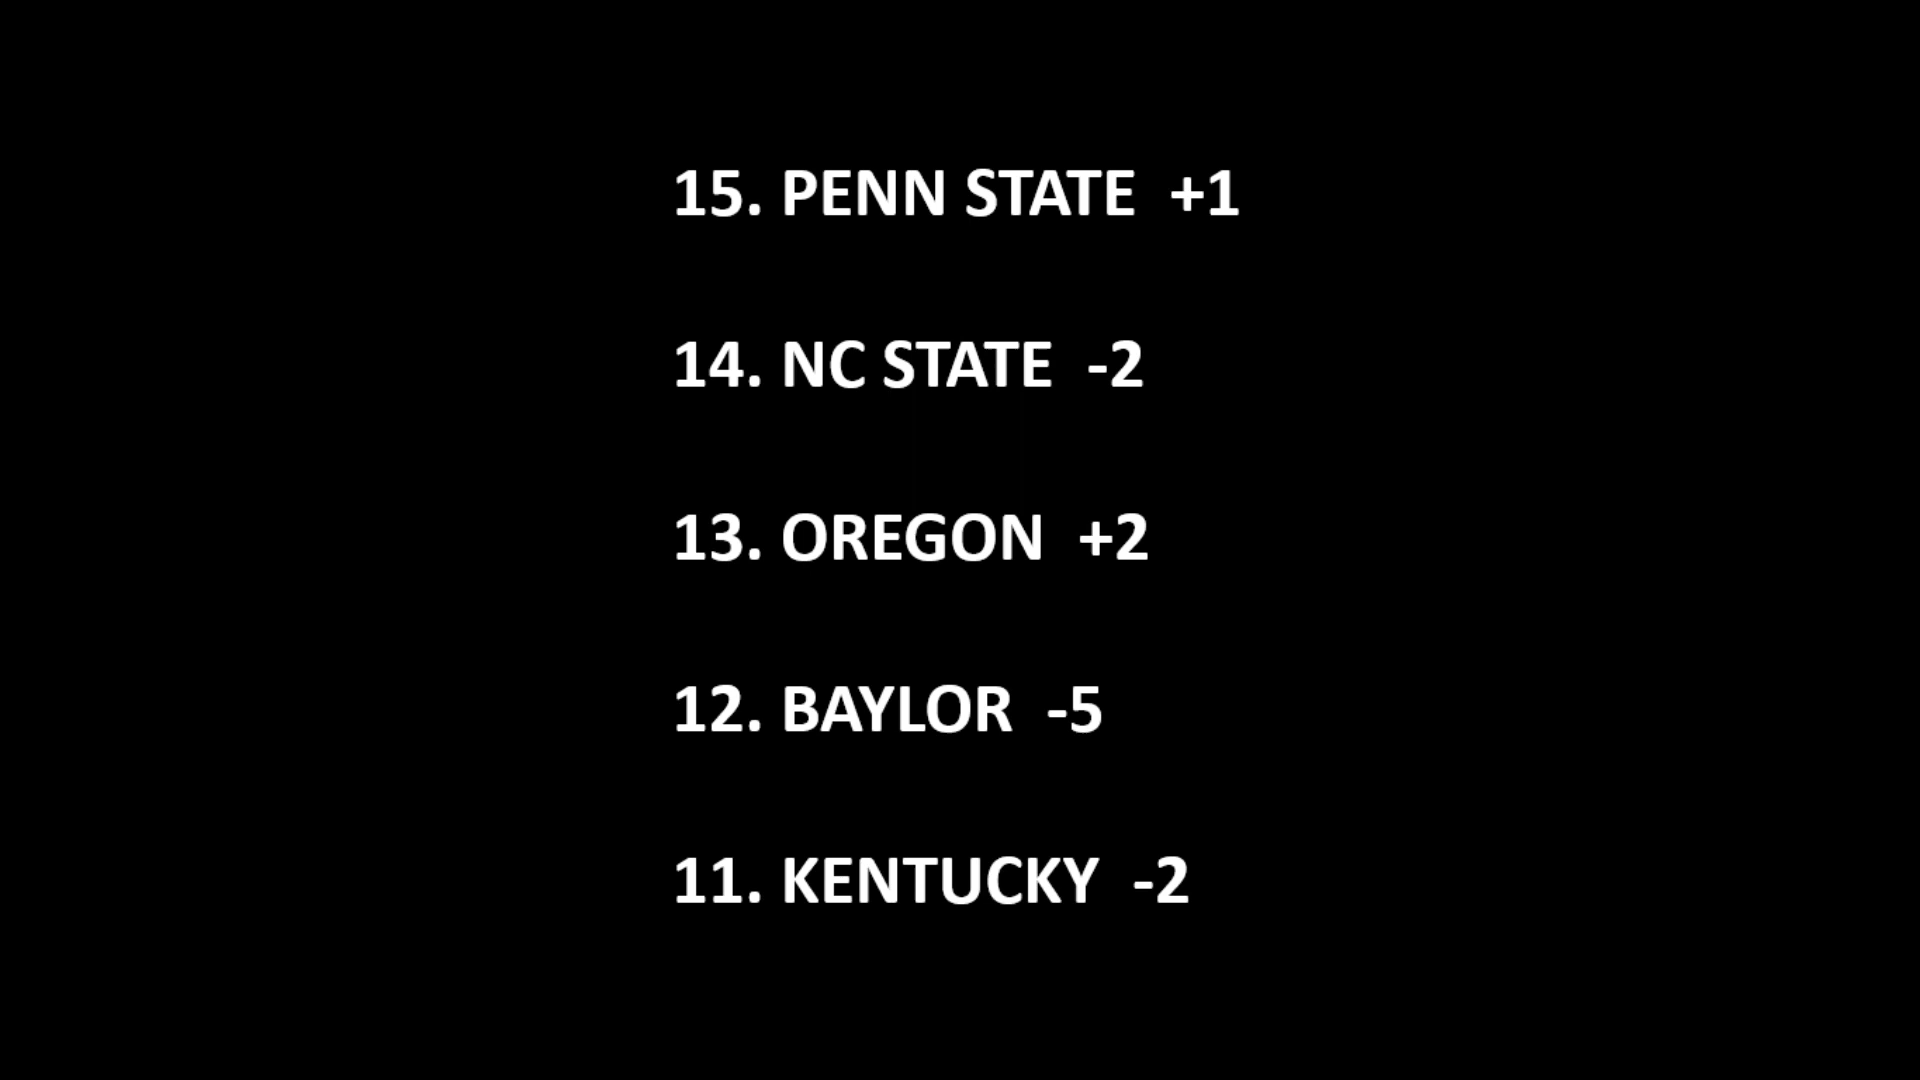 15. PENN STATE  +1
14. NC STATE  -2
13. OREGON  +2
12. BAYLOR  -5
11. KENTUCKY  -2